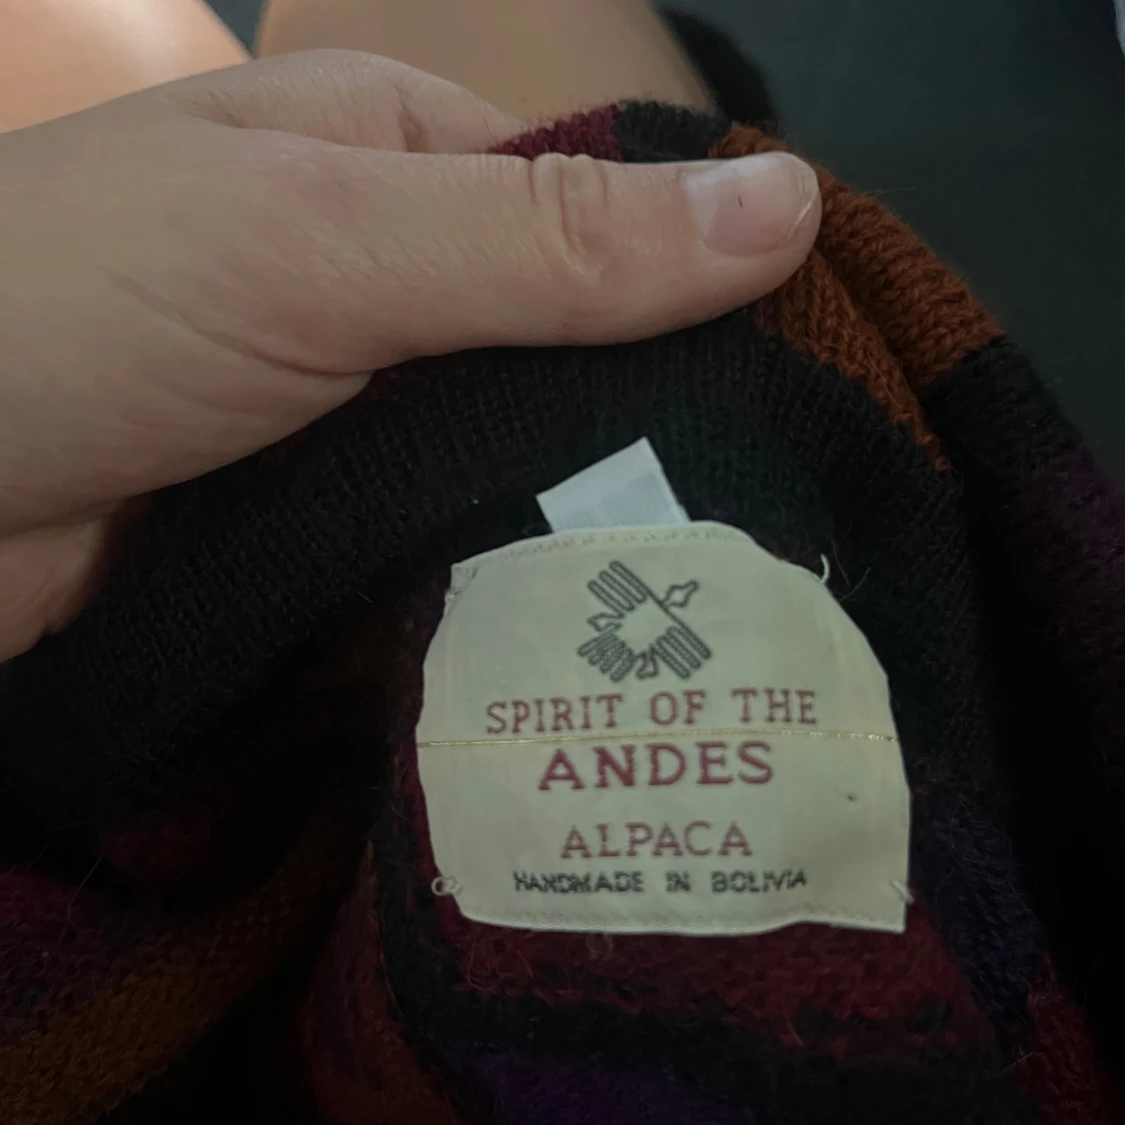 SPIRIT OF THE
ANDES
ALPACA
HANDMADE IN BOLIVIA